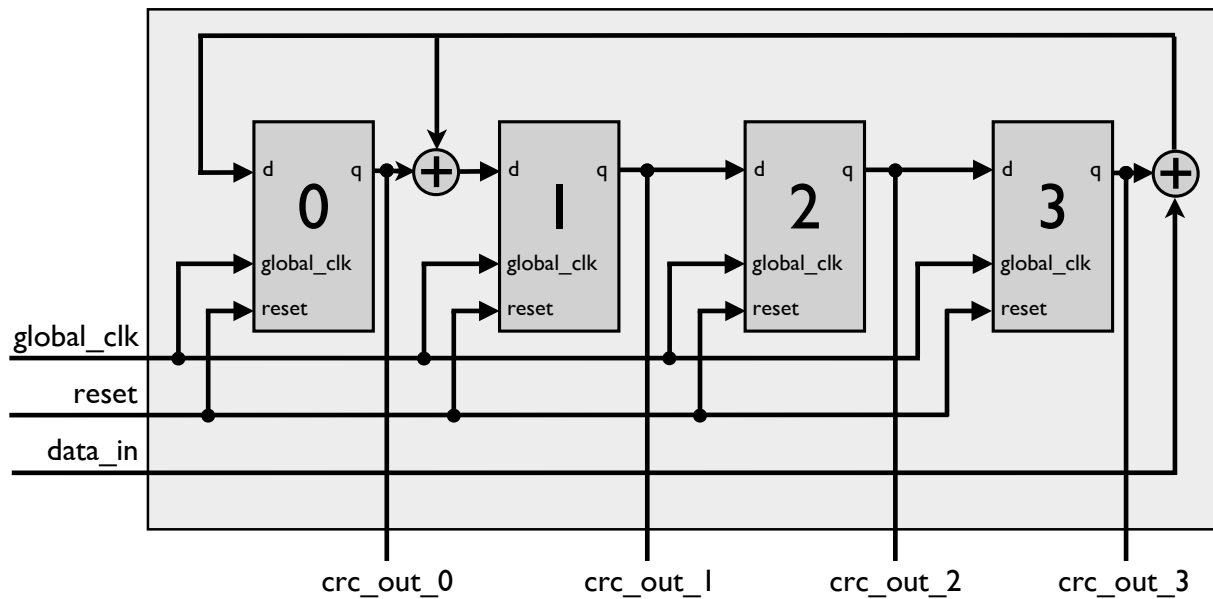 d q d q d q d q
0 1 2 3
global_clk global_clk global_clk global_clk
reset reset reset reset
global_clk
reset
data_in
crc_out_0 crc_out_1 crc_out_2 crc_out_3